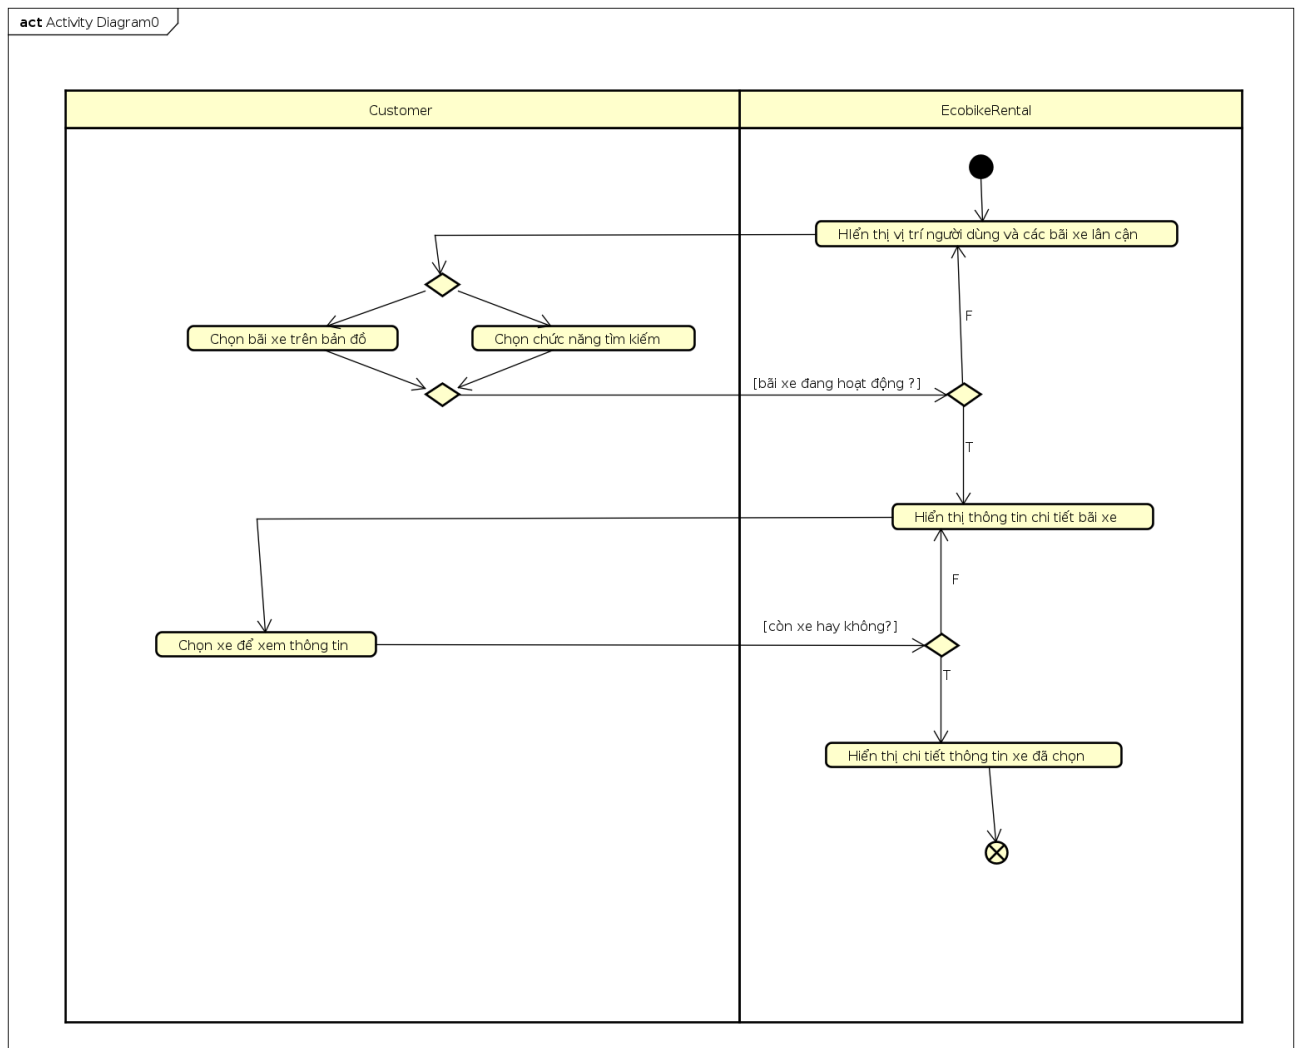 act Activity Diagram0
Customer
EcobikeRental
HIển thị vị trí người dùng và các bãi xe lân cận
F
Chọn bãi xe trên bản đồ
Chọn chức năng tìm kiếm
[bãi xe đang hoạt động ?]
T
Hiển thị thông tin chi tiết bãi xe
F
[còn xe hay không?]
Chọn xe để xem thông tin
T
Hiển thị chi tiết thông tin xe đã chọn